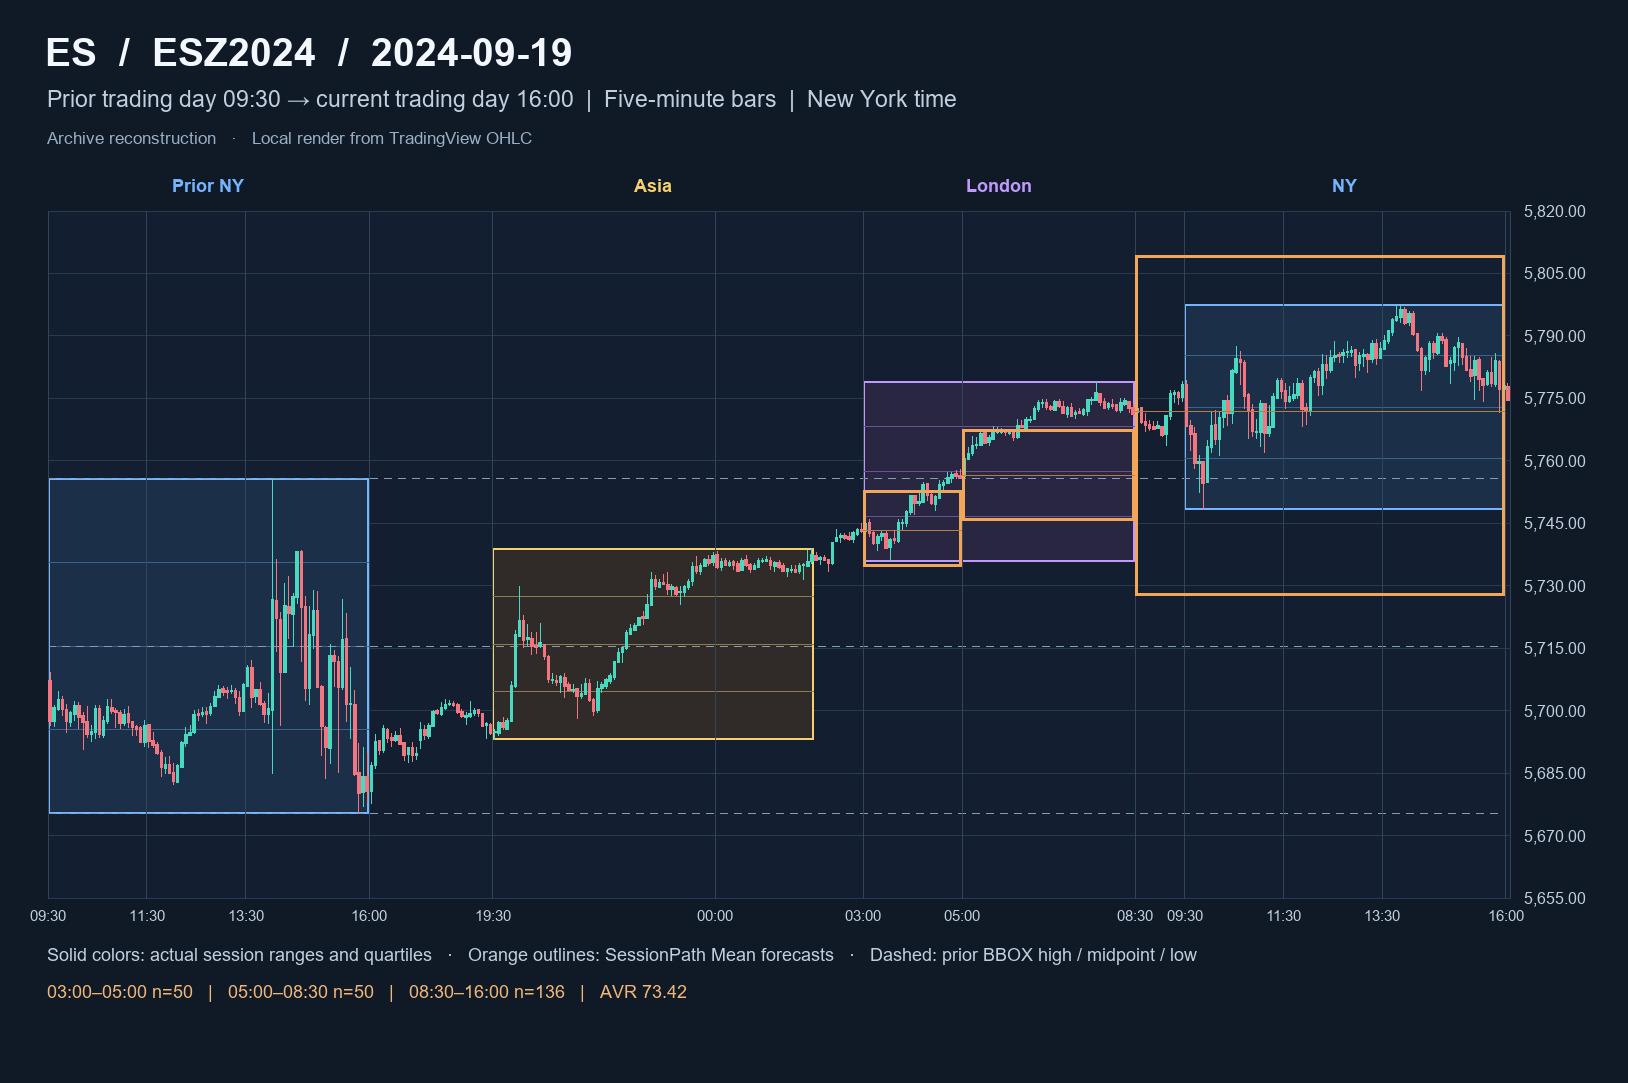 ES / ESZ2024 / 2024-09-19
Prior trading day 09:30 → current trading day 16:00 | Five-minute bars | New York time
Archive reconstruction · Local render from TradingView OHLC
Prior NY Asia London NY
5,820.00
5,805.00
5,790.00
5,775.00
5,760.00
5,745.00
5,730.00
5,715.00
5,700.00
5,685.00
5,670.00
5,655.00
09:30 11:30 13:30 16:00 19:30 00:00 03:00 05:00 08:30 09:30 11:30 13:30 16:00
Solid colors: actual session ranges and quartiles · Orange outlines: SessionPath Mean forecasts · Dashed: prior BBOX high / midpoint / low
03:00–05:00 n=50 | 05:00–08:30 n=50 | 08:30–16:00 n=136 | AVR 73.42